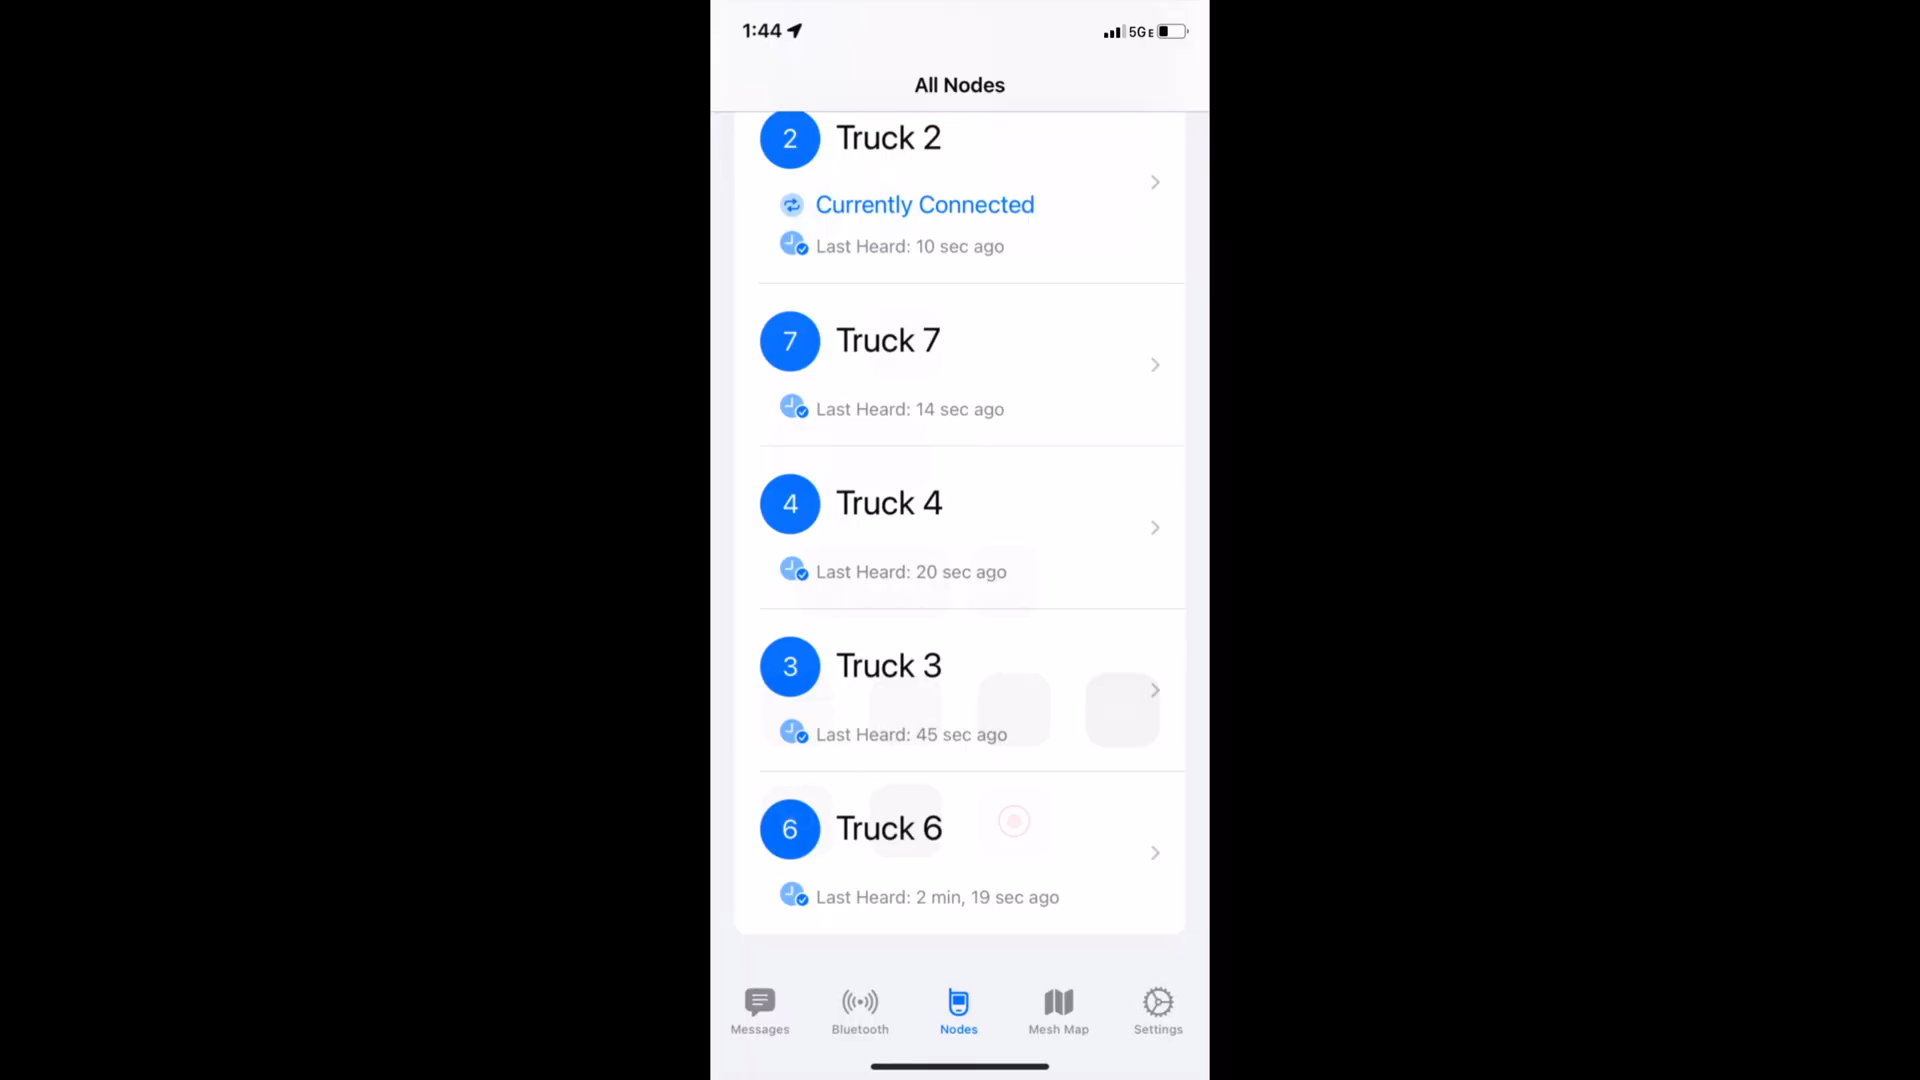 1:44
5GE
All Nodes
2 Truck 2
Currently Connected
Last Heard: 10 sec ago
7 Truck 7
Last Heard: 14 sec ago
4 Truck 4
Last Heard: 20 sec ago
3 Truck 3
Last Heard: 45 sec ago
6 Truck 6
Last Heard: 2 min, 19 sec ago
Messages Bluetooth Nodes Mesh Map Settings